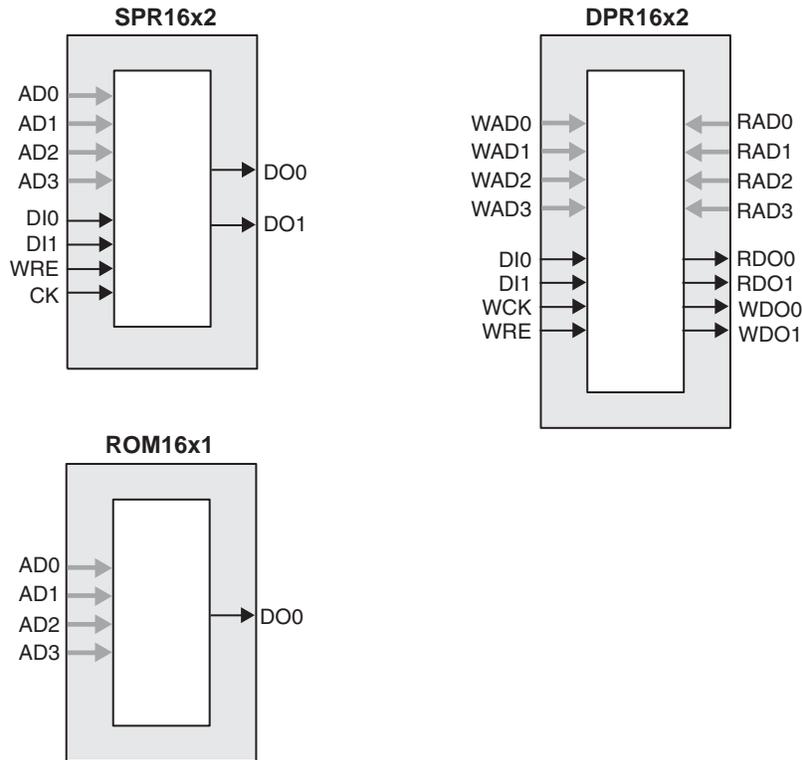 SPR16x2
AD0
AD1
AD2
AD3
DI0
DI1
WRE
CK
DO0
DO1
DPR16x2
WAD0
WAD1
WAD2
WAD3
DI0
DI1
WCK
WRE
RAD0
RAD1
RAD2
RAD3
RDO0
RDO1
WDO0
WDO1
ROM16x1
AD0
AD1
AD2
AD3
DO0